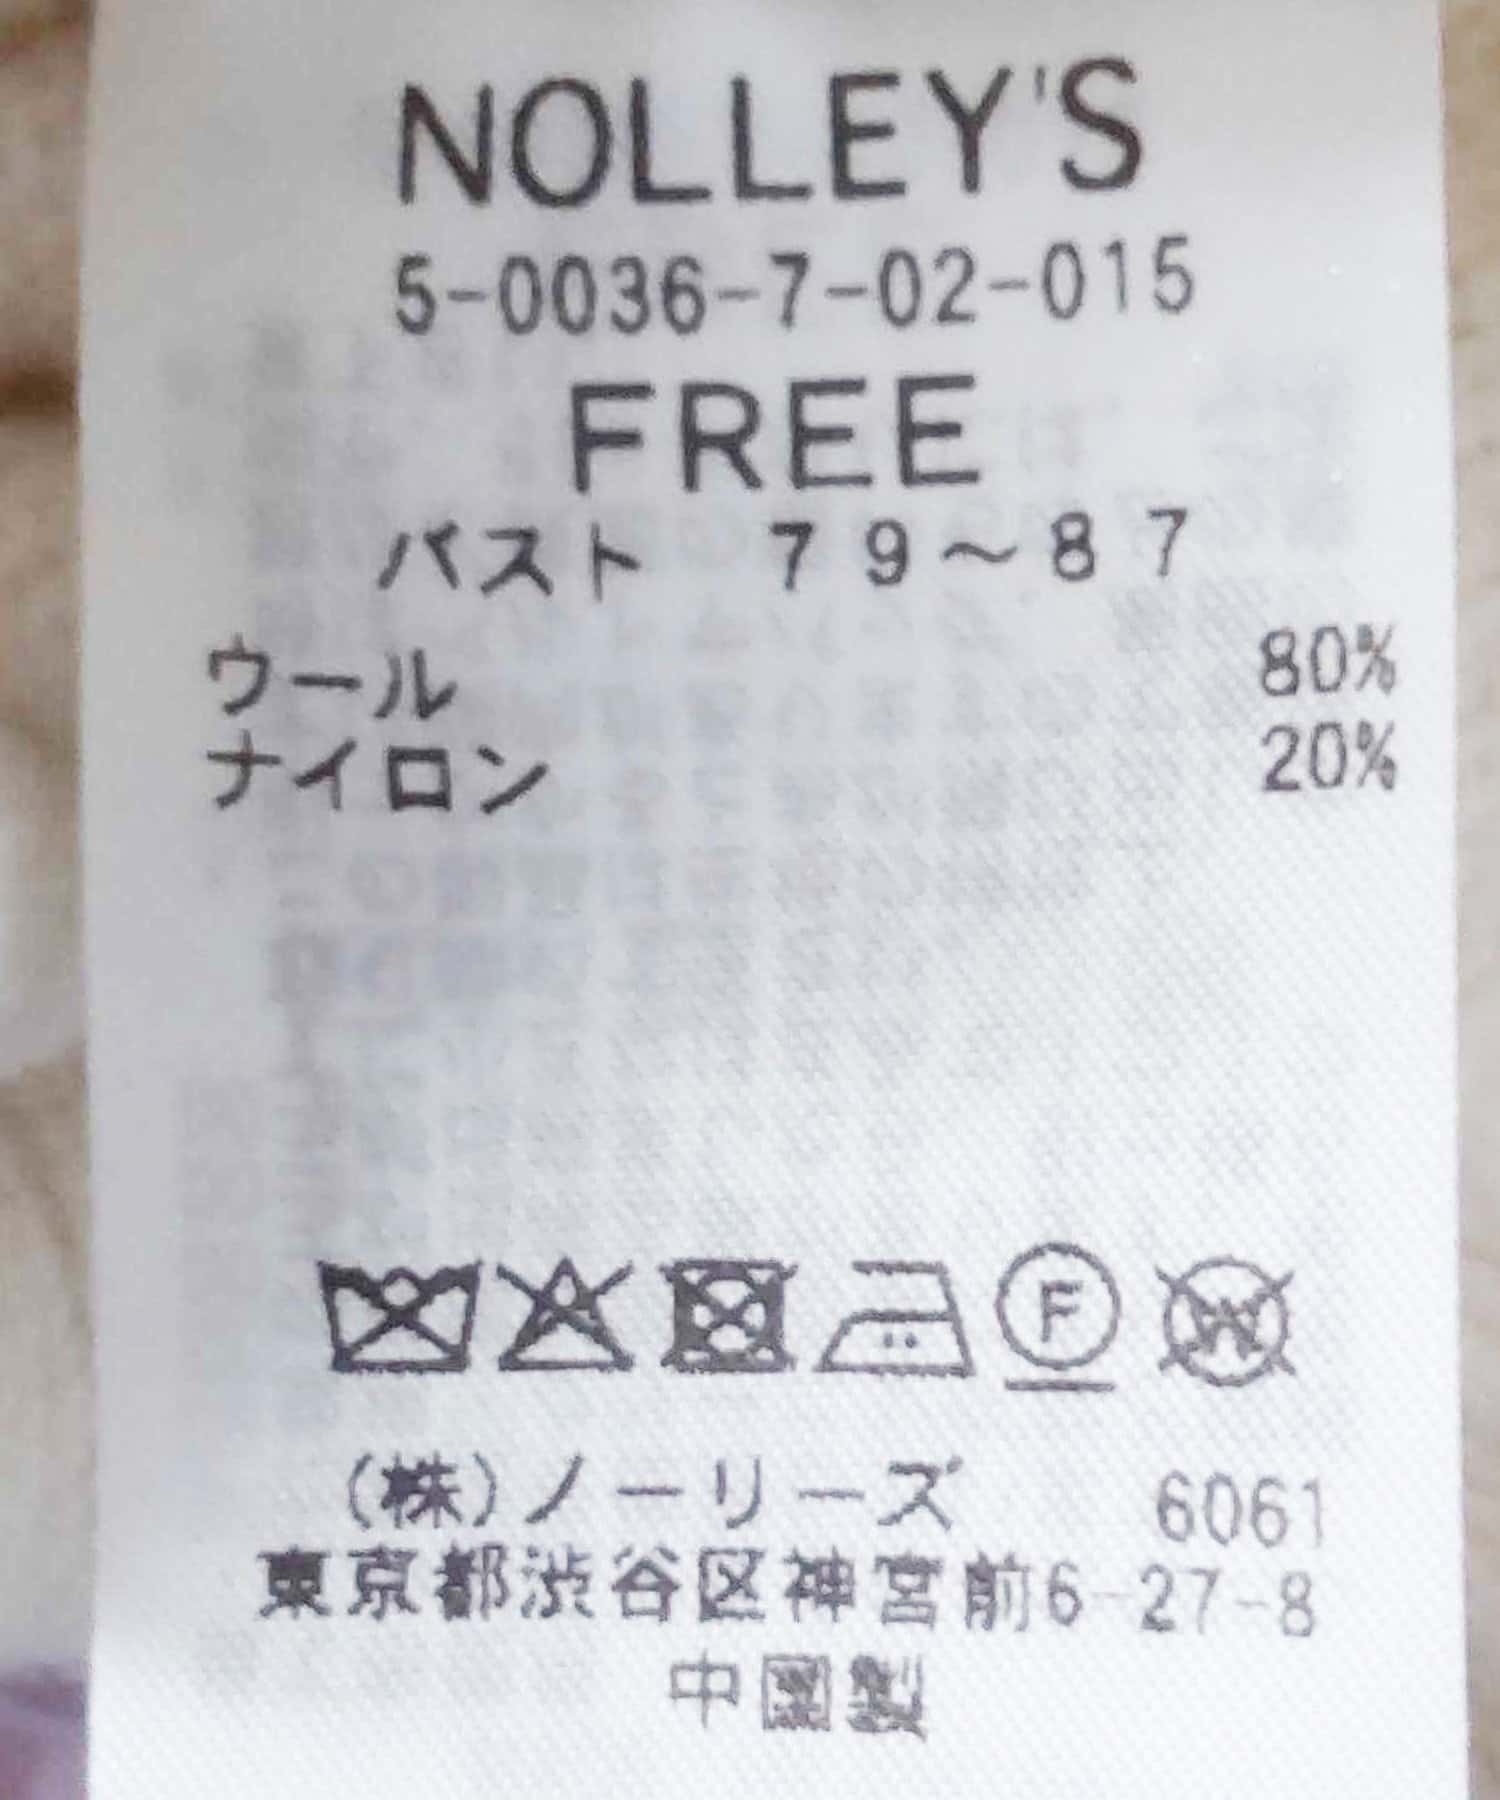 NOLLEY'S
5-0036-7-02-015
FREE
バスト 79～87
ウール 80%
ナイロン 20%
F
W
(株)ノーリーズ 6061
東京都渋谷区神宮前6-27-8
中国製